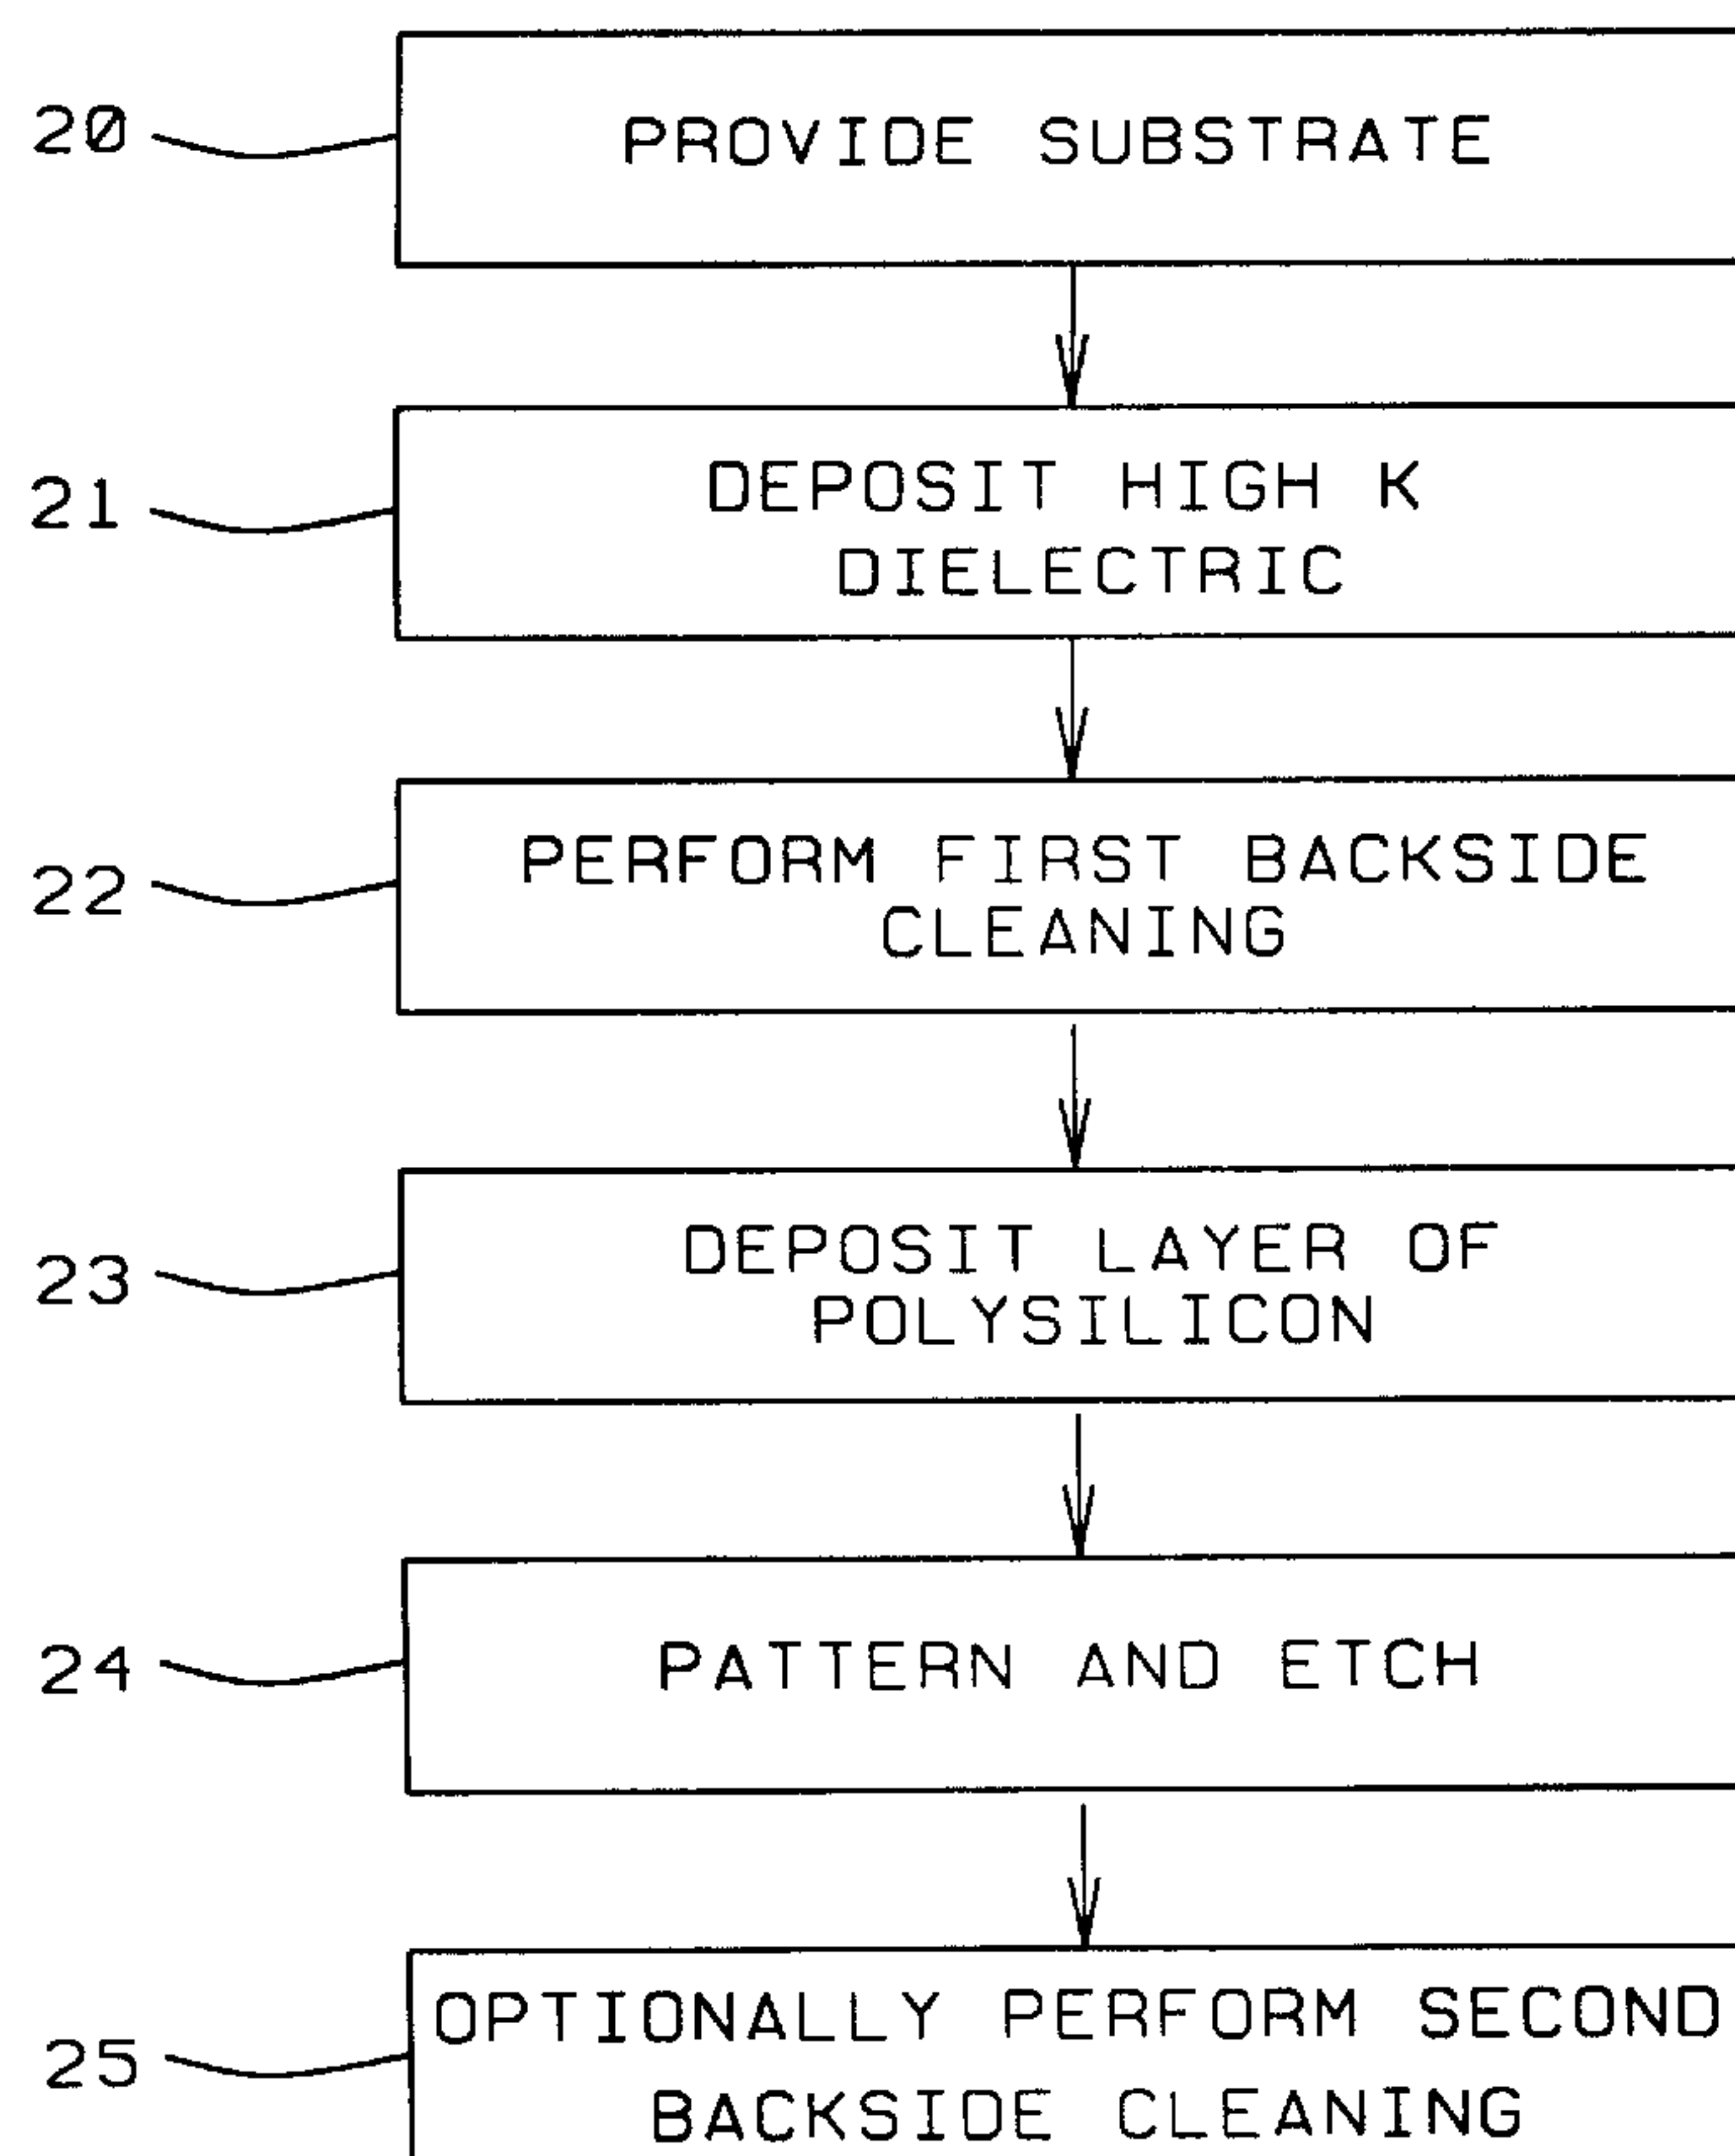 20 PROVIDE SUBSTRATE
21 DEPOSIT HIGH K
DIELECTRIC
22 PERFORM FIRST BACKSIDE
CLEANING
23 DEPOSIT LAYER OF
POLYSILICON
24 PATTERN AND ETCH
25 OPTIONALLY PERFORM SECOND
BACKSIDE CLEANING